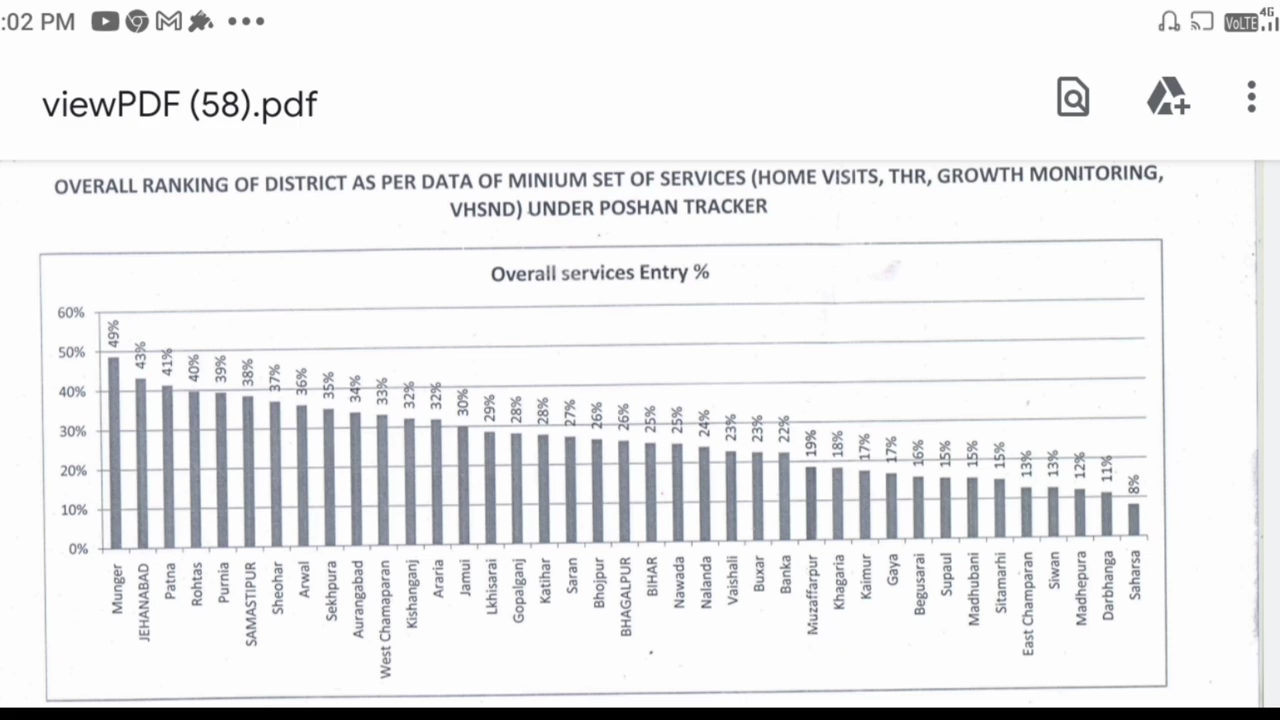 :02 PM
VoLTE 4G
viewPDF (58).pdf
OVERALL RANKING OF DISTRICT AS PER DATA OF MINIUM SET OF SERVICES (HOME VISITS, THR, GROWTH MONITORING,
VHSND) UNDER POSHAN TRACKER
Overall services Entry %
60%
50%
40%
30%
20%
10%
0%
49% 43% 41% 40% 39% 38% 37% 36% 35% 34% 33% 32% 32% 30% 29% 28% 28% 27% 26% 26% 25% 25% 24% 23% 23% 22% 19% 18% 17% 17% 16% 15% 15% 15% 13% 13% 12% 11% 8%
Munger
JEHANABAD
Patna
Rohtas
Purnia
SAMASTIPUR
Sheohar
Arwal
Sekhpura
Aurangabad
West Chamaparan
Kishanganj
Araria
Jamui
Lkhisarai
Gopalganj
Katihar
Saran
Bhojpur
BHAGALPUR
BIHAR
Nawada
Nalanda
Vaishali
Buxar
Banka
Muzaffarpur
Khagaria
Kaimur
Gaya
Begusarai
Supaul
Madhubani
Sitamarhi
East Champaran
Siwan
Madhepura
Darbhanga
Saharsa